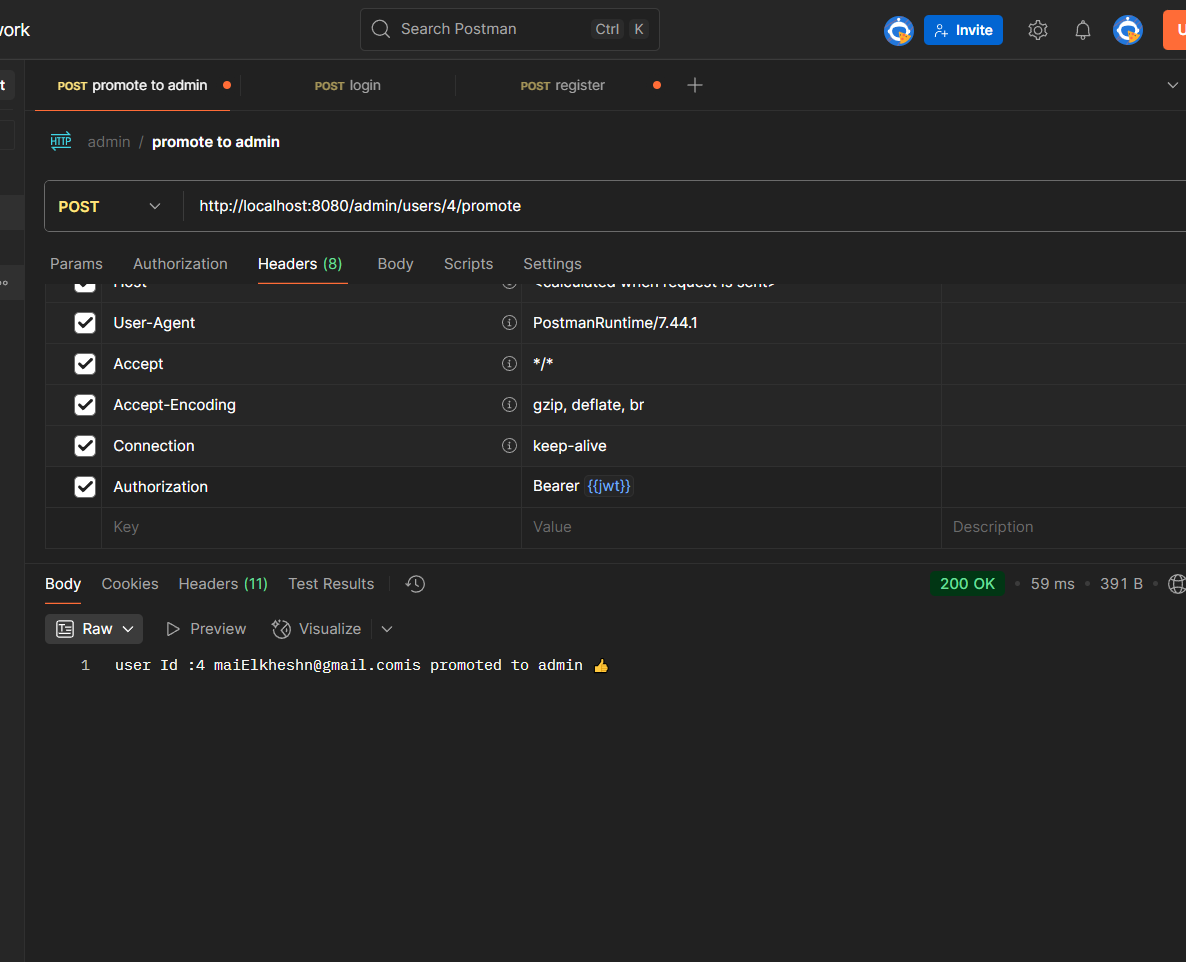 work
Search Postman Ctrl K Invite
POST promote to admin POST login POST register
HTTP admin / promote to admin
POST http://localhost:8080/admin/users/4/promote
Params Authorization Headers (8) Body Scripts Settings
Host <calculated when request is sent>
User-Agent PostmanRuntime/7.44.1
Accept */*
Accept-Encoding gzip, deflate, br
Connection keep-alive
Authorization Bearer {{jwt}}
Key Value Description
Body Cookies Headers (11) Test Results 200 OK • 59 ms • 391 B •
Raw Preview Visualize
1 user Id :4 maiElkheshn@gmail.comis promoted to admin 👍